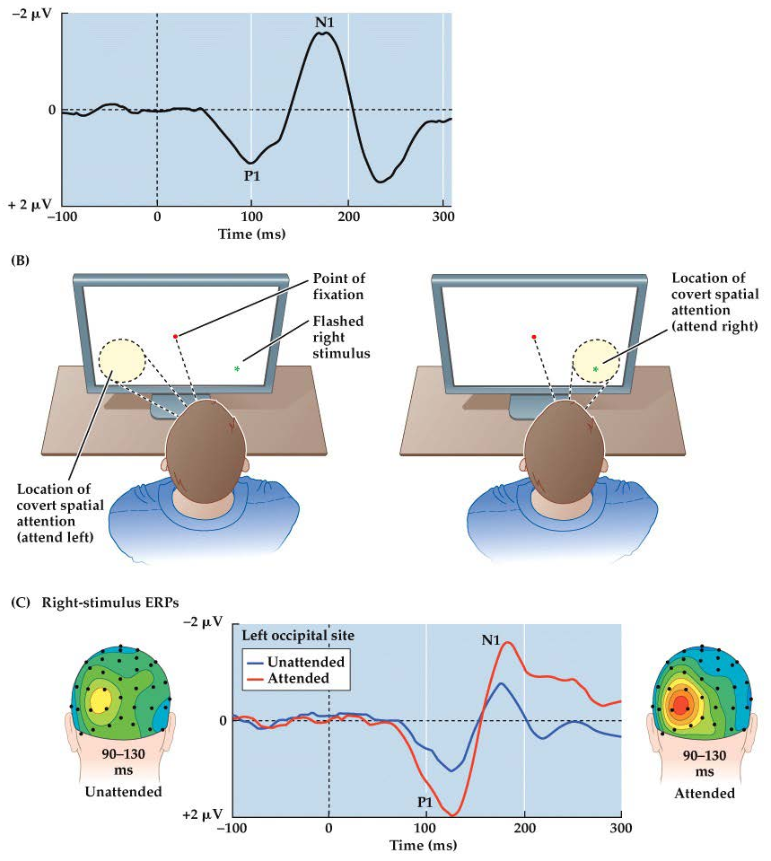 −2 μV
N1
0
P1
+ 2 μV
−100
0
100
200
300
Time (ms)
(B)
Point of
fixation
Flashed
right
stimulus
Location of
covert spatial
attention
(attend left)
Location of
covert spatial
attention
(attend right)
(C) Right-stimulus ERPs
−2 μV
Left occipital site
Unattended
Attended
N1
0
P1
+2 μV
−100
0
100
200
300
Time (ms)
90–130
ms
Unattended
90–130
ms
Attended